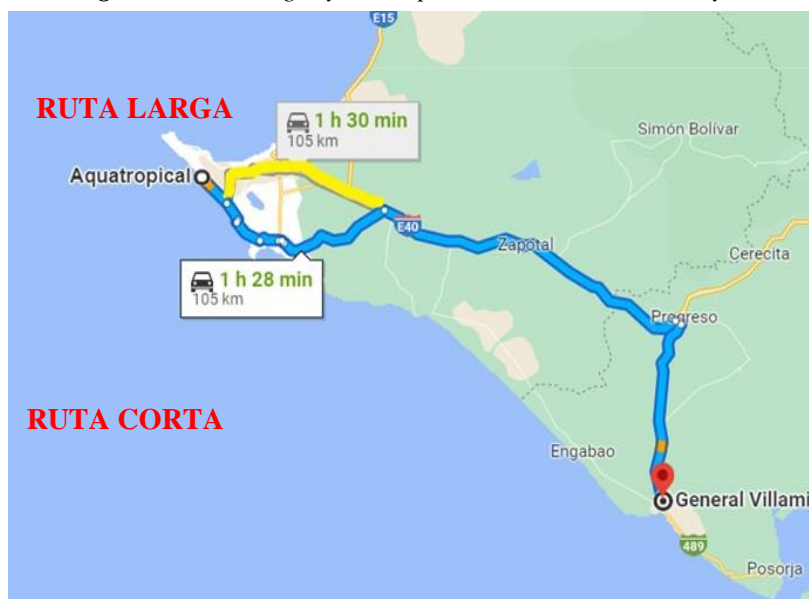 E15
RUTA LARGA
1 h 30 min
105 km
Simón Bolívar
Aquatropical
E40
Zapotal
Cerecita
1 h 28 min
105 km
Progreso
RUTA CORTA
Engabao
General Villami
489
Posorja